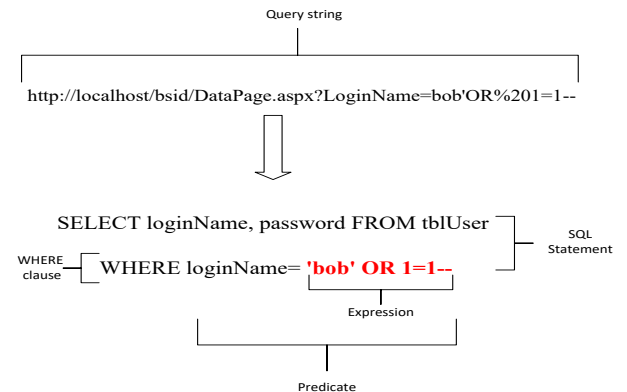 Query string
http://localhost/bsid/DataPage.aspx?LoginName=bob'OR%201=1--
SELECT loginName, password FROM tblUser
SQL
Statement
WHERE
clause
WHERE loginName= 'bob' OR 1=1--
Expression
Predicate